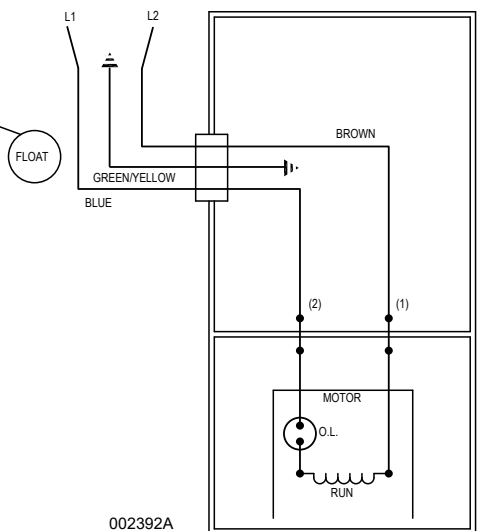 L1
L2
FLOAT
BROWN
GREEN/YELLOW
BLUE
(2)
(1)
MOTOR
O.L.
RUN
002392A